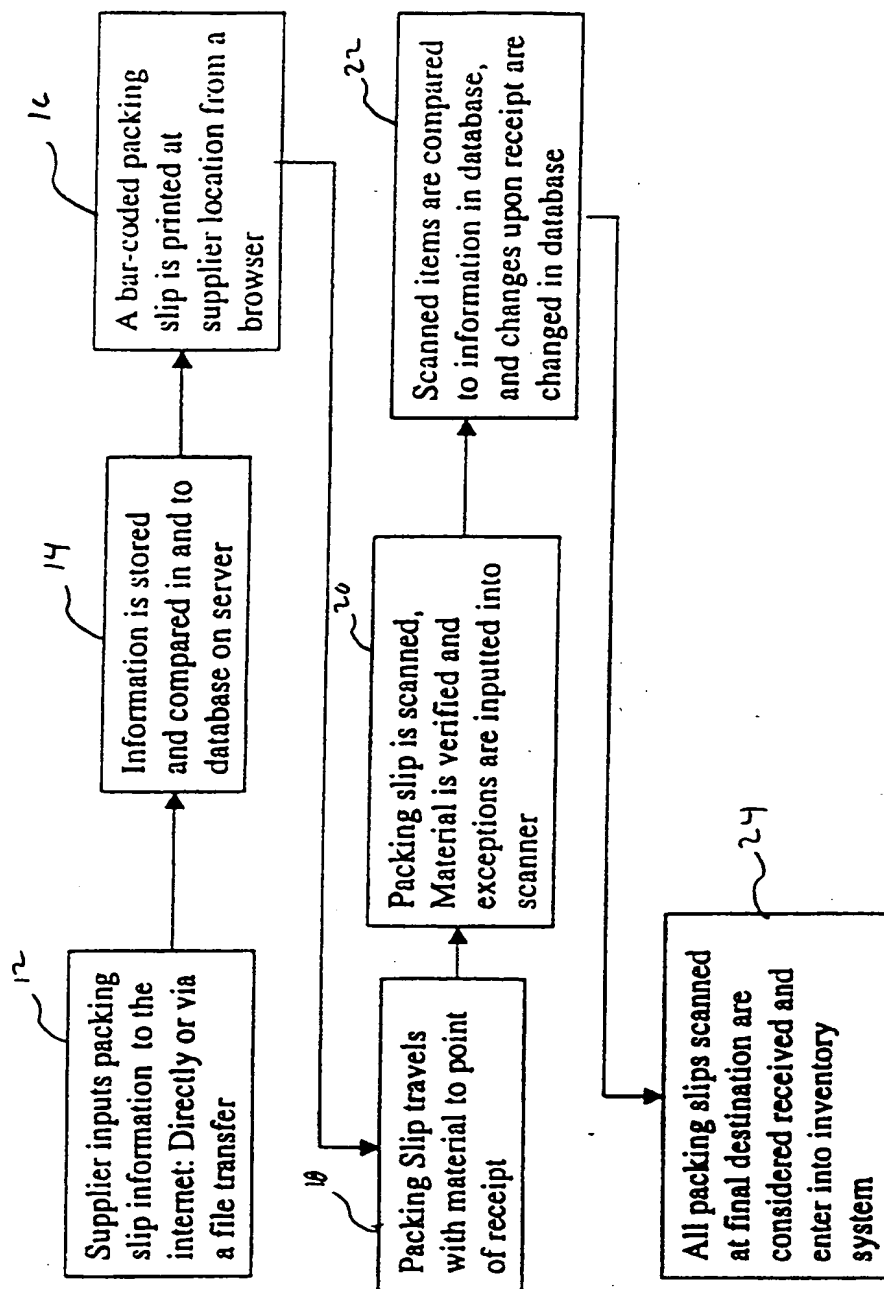 12
Supplier inputs packing
slip information to the
internet: Directly or via
a file transfer
14
Information is stored
and compared in and to
database on server
16
A bar-coded packing
slip is printed at
supplier location from a
browser
18
Packing Slip travels
with material to point
of receipt
20
Packing slip is scanned,
Material is verified and
exceptions are inputted into
scanner
22
Scanned items are compared
to information in database,
and changes upon receipt are
changed in database
24
All packing slips scanned
at final destination are
considered received and
enter into inventory
system